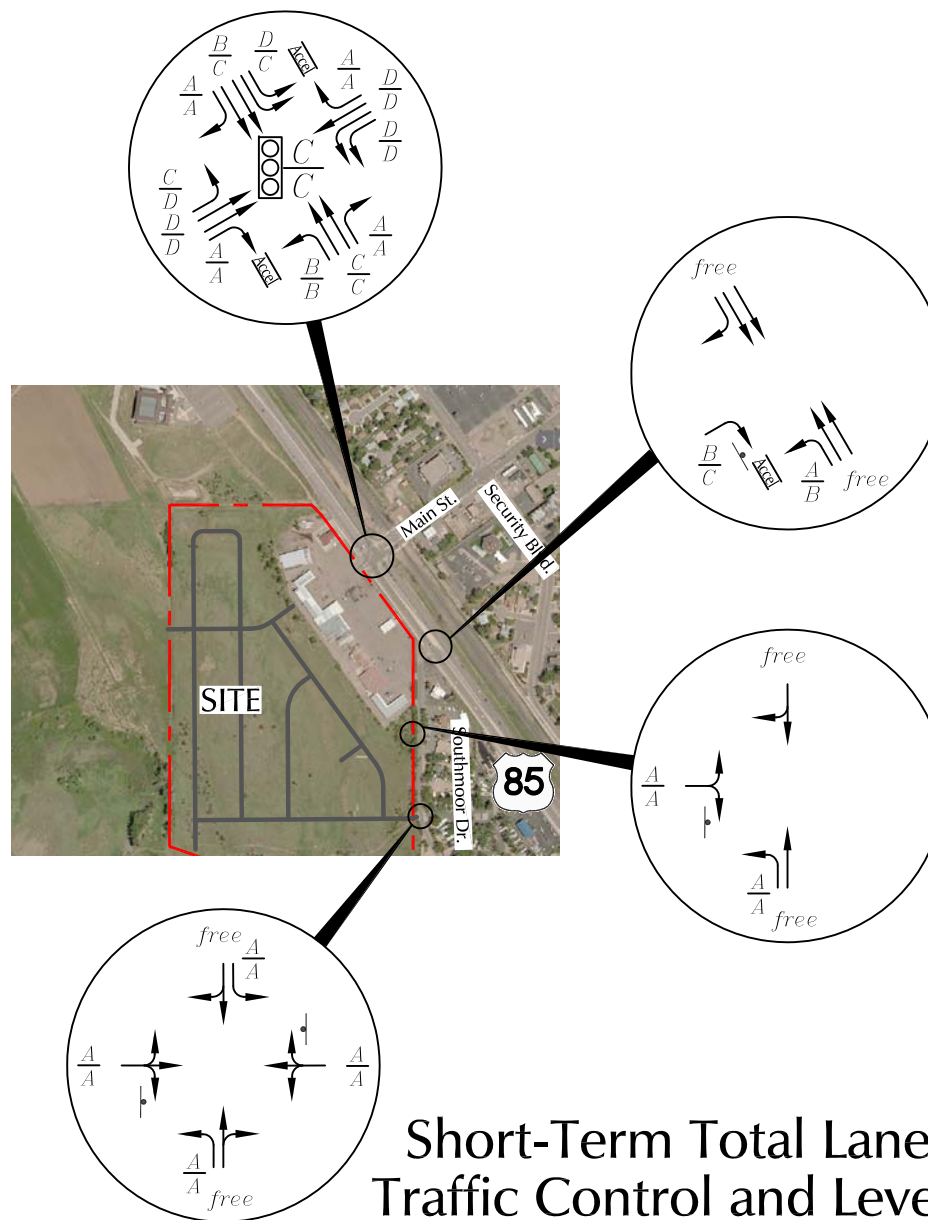 B D
C C
Accel
A
A
A
A
D
D
D
D
C
C
C
D
D
D
A
A
Accel
B
B
C
C
A
A
free
B
C
Accel
A
B
free
Main St.
Security Blvd.
SITE
Southmoor Dr.
85
free
A
A
A
A
free
free
A
A
A
A
A
A
A
A
free
Short-Term Total Lane
Traffic Control and Leve